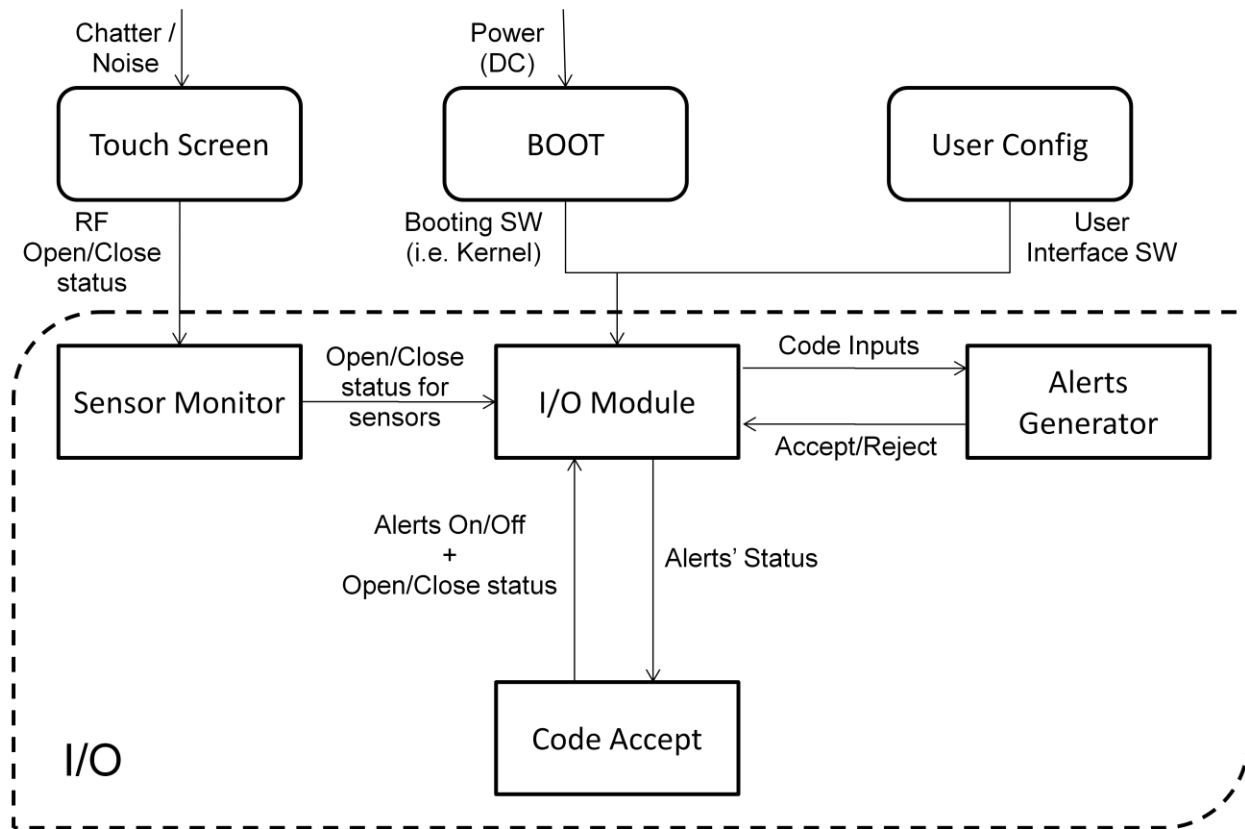 Chatter /
Noise
Power
(DC)
Touch Screen
BOOT
User Config
RF
Open/Close
status
Booting SW
(i.e. Kernel)
User
Interface SW
Sensor Monitor
Open/Close
status for
sensors
I/O Module
Code Inputs
Accept/Reject
Alerts
Generator
Alerts On/Off
+
Open/Close status
Alerts’ Status
Code Accept
I/O